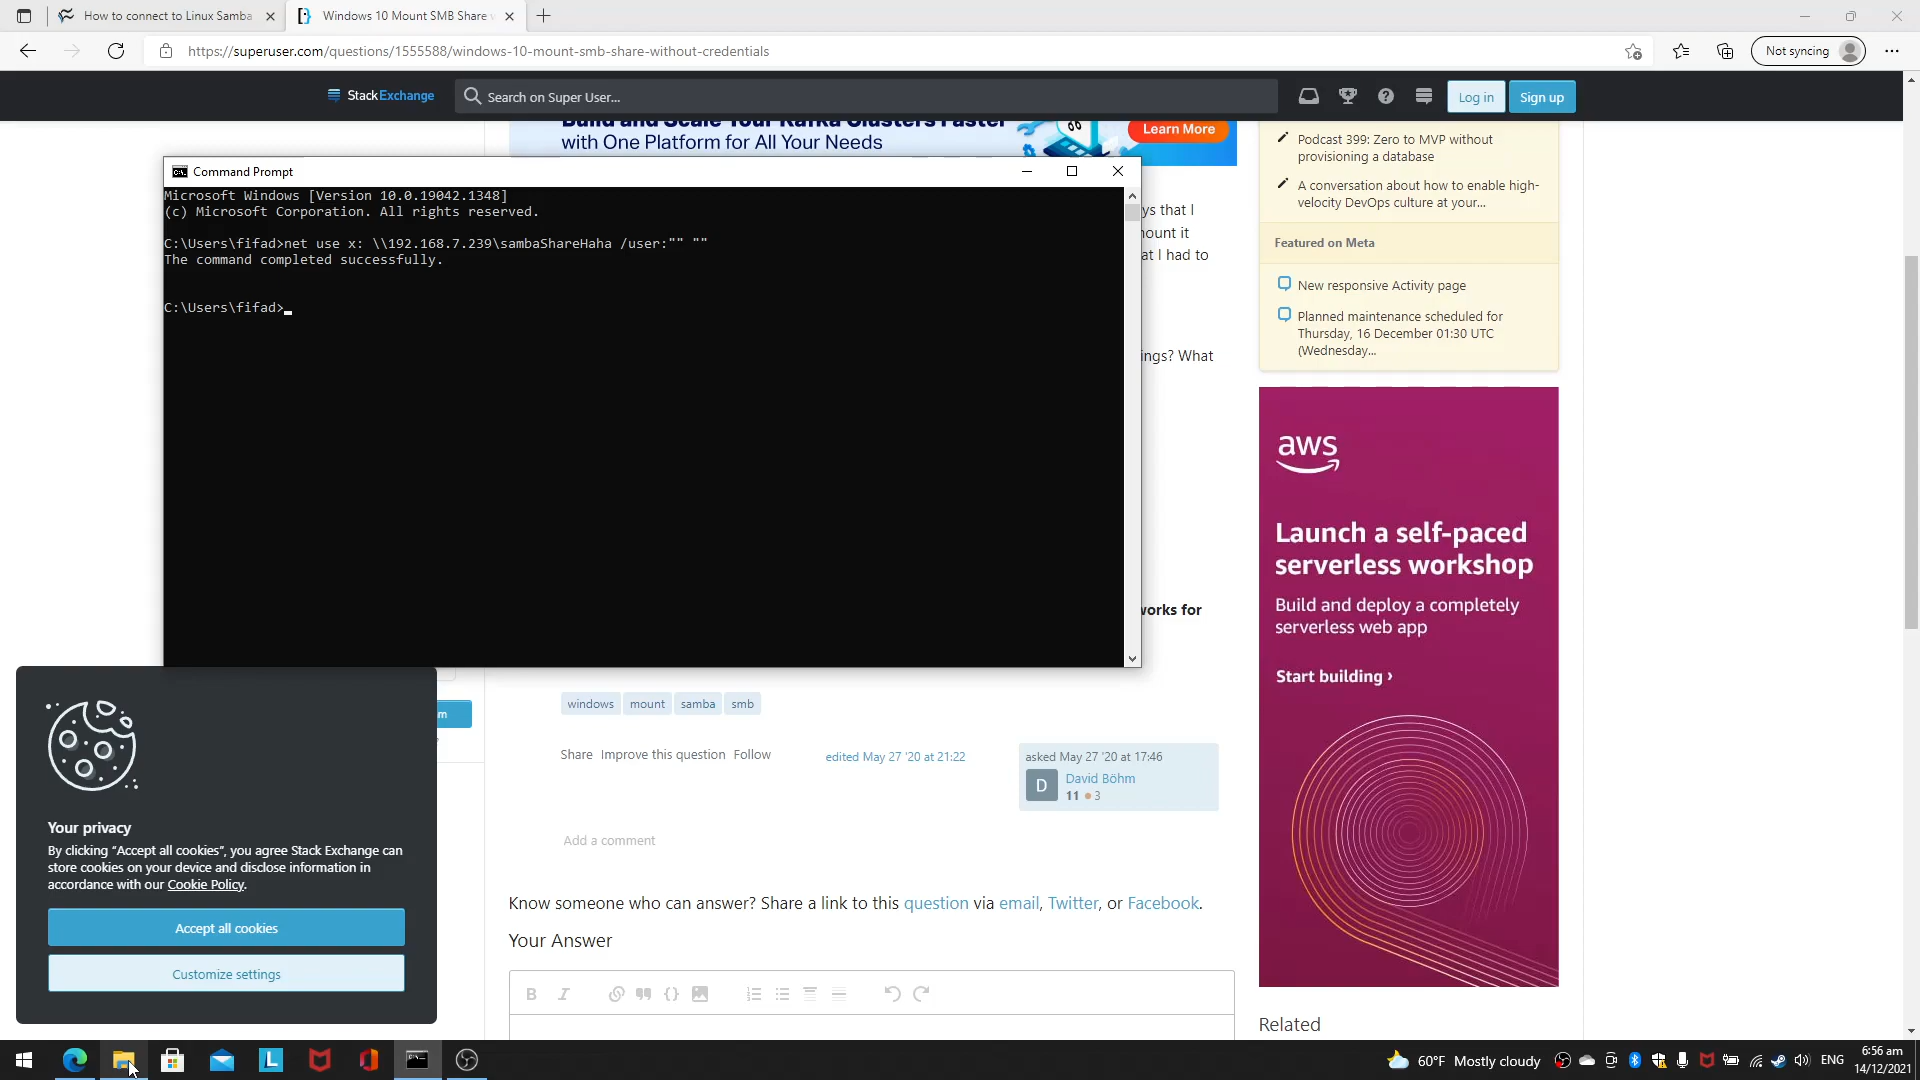 How to connect to Linux Samba
Windows 10 Mount SMB Share
https://superuser.com/questions/1555588/windows-10-mount-smb-share-without-credentials
Not syncing
StackExchange
Search on Super User...
Log in
Sign up
Build and Scale Your Kafka Clusters Faster
with One Platform for All Your Needs
Learn More
Podcast 399: Zero to MVP without
provisioning a database
A conversation about how to enable high-
velocity DevOps culture at your...
Featured on Meta
New responsive Activity page
Planned maintenance scheduled for
Thursday, 16 December 01:30 UTC
(Wednesday...
Command Prompt
Microsoft Windows [Version 10.0.19042.1348]
(c) Microsoft Corporation. All rights reserved.
C:\Users\fifad>net use x: \\192.168.7.239\sambaShareHaha /user:"" ""
The command completed successfully.
C:\Users\fifad>
ys that I
ount it
at I had to
ings? What
works for
aws
Launch a self-paced
serverless workshop
Build and deploy a completely
serverless web app
Start building ›
windows mount samba smb
Share Improve this question Follow
edited May 27 '20 at 21:22
asked May 27 '20 at 17:46
D
David Böhm
11 3
Add a comment
Know someone who can answer? Share a link to this question via email, Twitter, or Facebook.
Your Answer
B I
Related
m
Your privacy
By clicking "Accept all cookies", you agree Stack Exchange can
store cookies on your device and disclose information in
accordance with our Cookie Policy.
Accept all cookies
Customize settings
L
60°F Mostly cloudy
ENG
6:56 am
14/12/2021